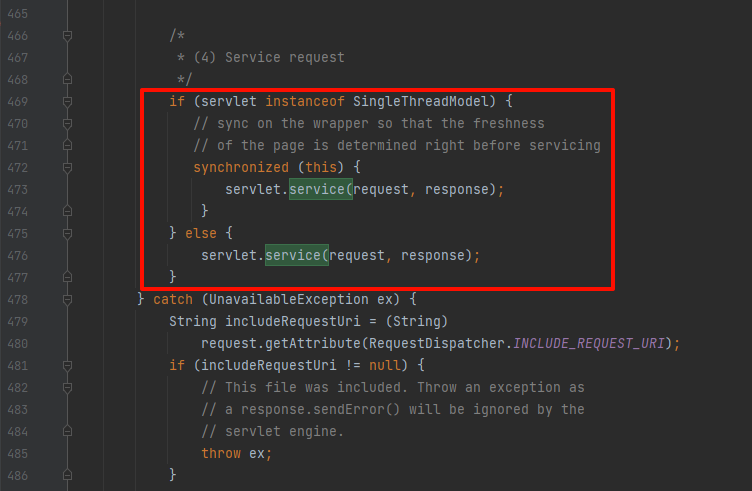 465
466 /*
467 * (4) Service request
468 */
469 if (servlet instanceof SingleThreadModel) {
470 // sync on the wrapper so that the freshness
471 // of the page is determined right before servicing
472 synchronized (this) {
473 servlet.service(request, response);
474 }
475 } else {
476 servlet.service(request, response);
477 }
478 } catch (UnavailableException ex) {
479 String includeRequestUri = (String)
480 request.getAttribute(RequestDispatcher.INCLUDE_REQUEST_URI);
481 if (includeRequestUri != null) {
482 // This file was included. Throw an exception as
483 // a response.sendError() will be ignored by the
484 // servlet engine.
485 throw ex;
486 }